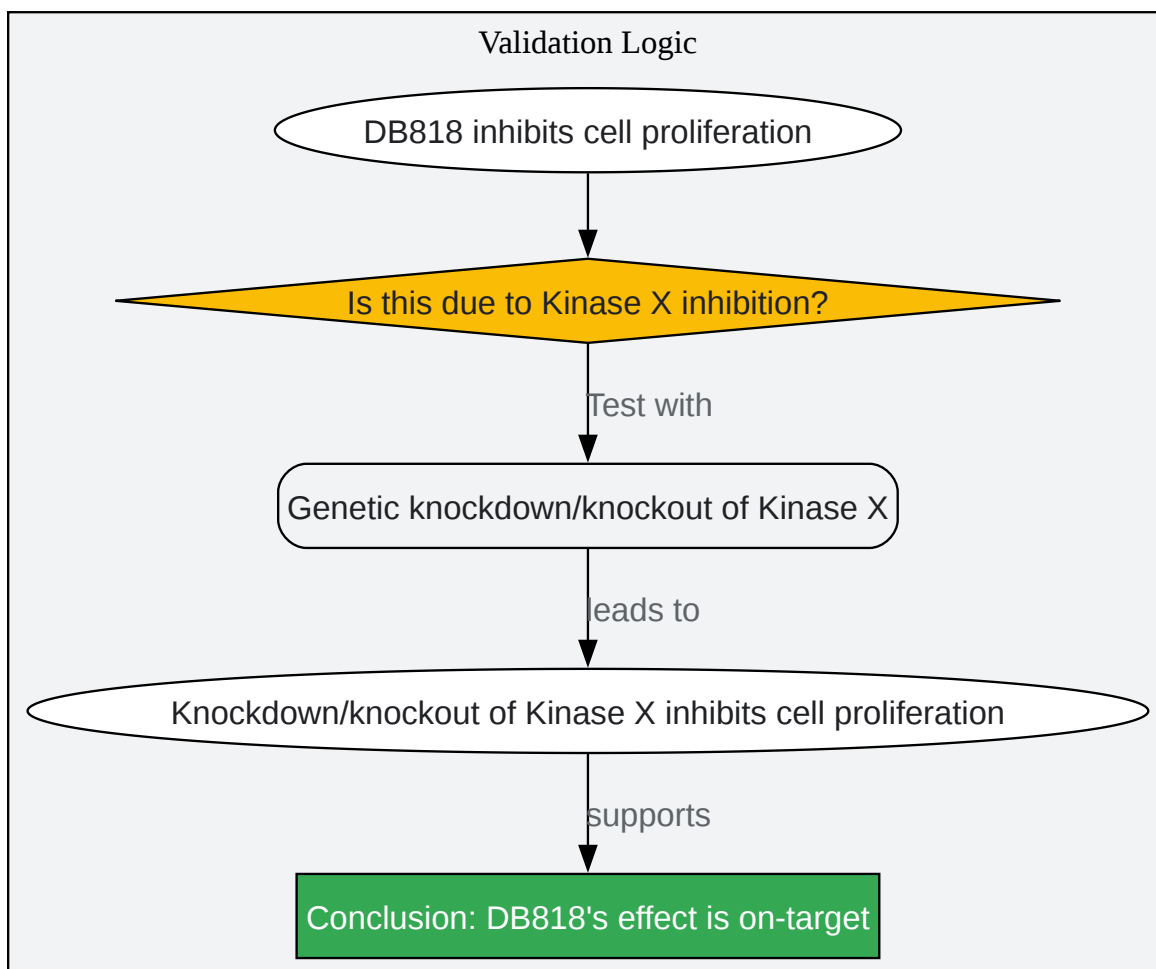 Validation Logic
DB818 inhibits cell proliferation
Is this due to Kinase X inhibition?
Test with
Genetic knockdown/knockout of Kinase X
leads to
Knockdown/knockout of Kinase X inhibits cell proliferation
supports
Conclusion: DB818's effect is on-target